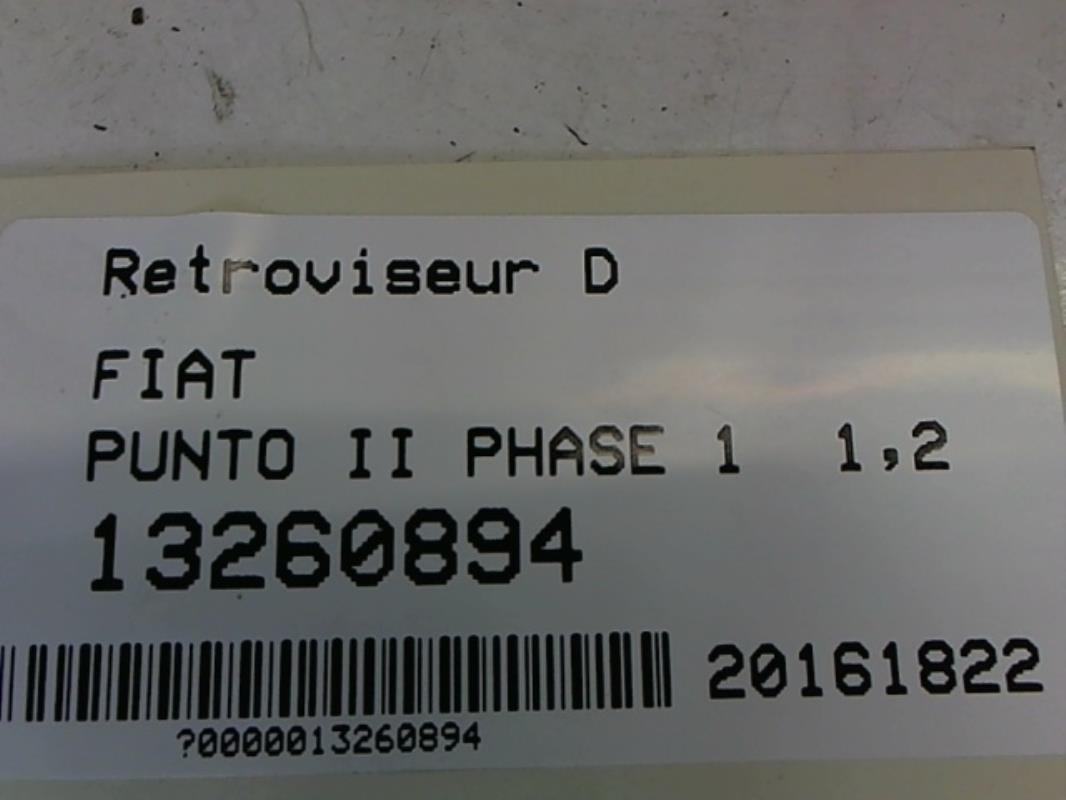 Retroviseur D
FIAT
PUNTO II PHASE 1 1,2
13260894
20161822
?0000013260894